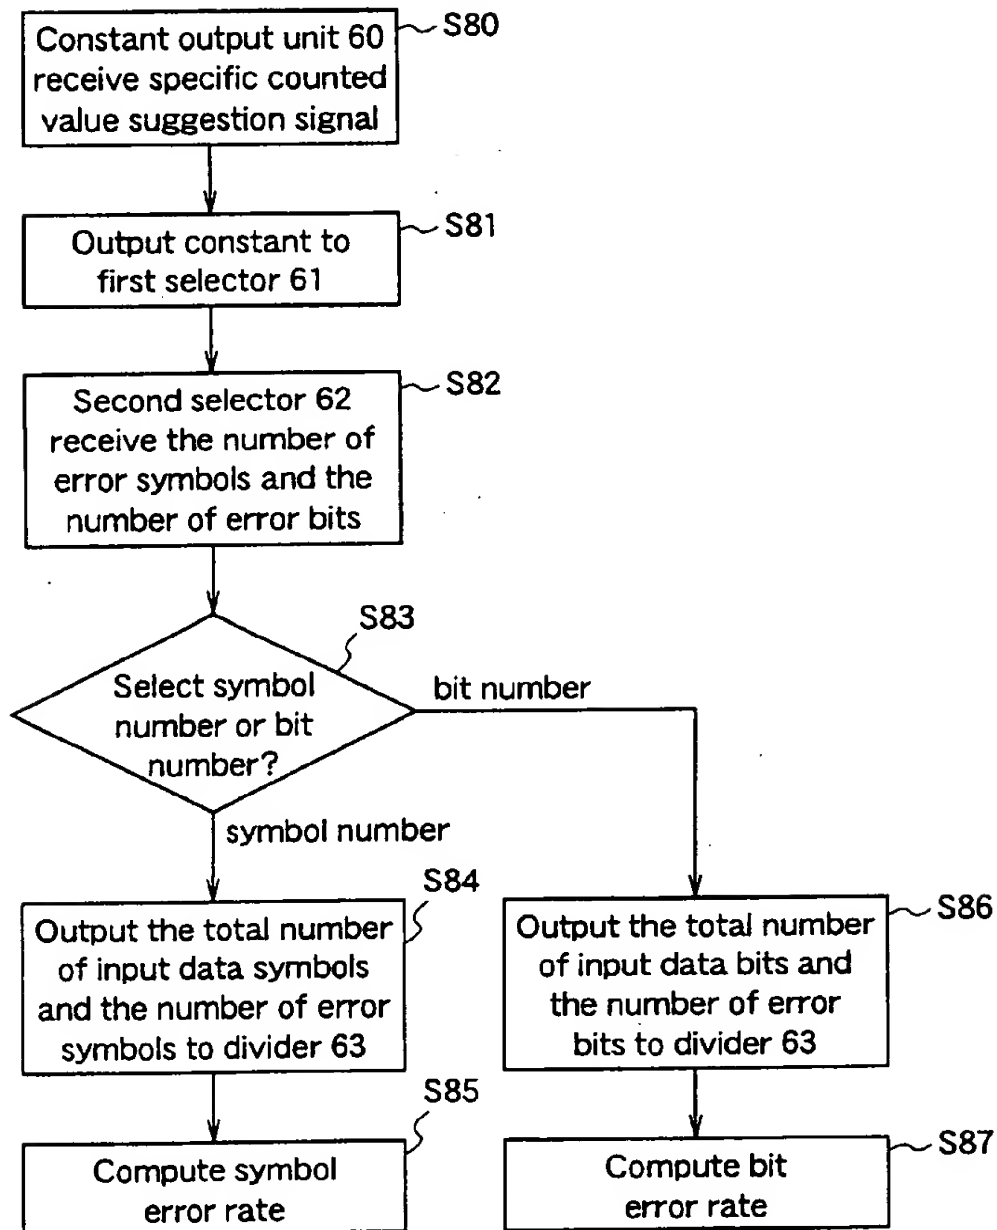 Constant output unit 60
receive specific counted
value suggestion signal
S80
Output constant to
first selector 61
S81
Second selector 62
receive the number of
error symbols and the
number of error bits
S82
Select symbol
number or bit
number?
S83
bit number
symbol number
Output the total number
of input data symbols
and the number of error
symbols to divider 63
S84
Output the total number
of input data bits and
the number of error
bits to divider 63
S86
Compute symbol
error rate
S85
Compute bit
error rate
S87